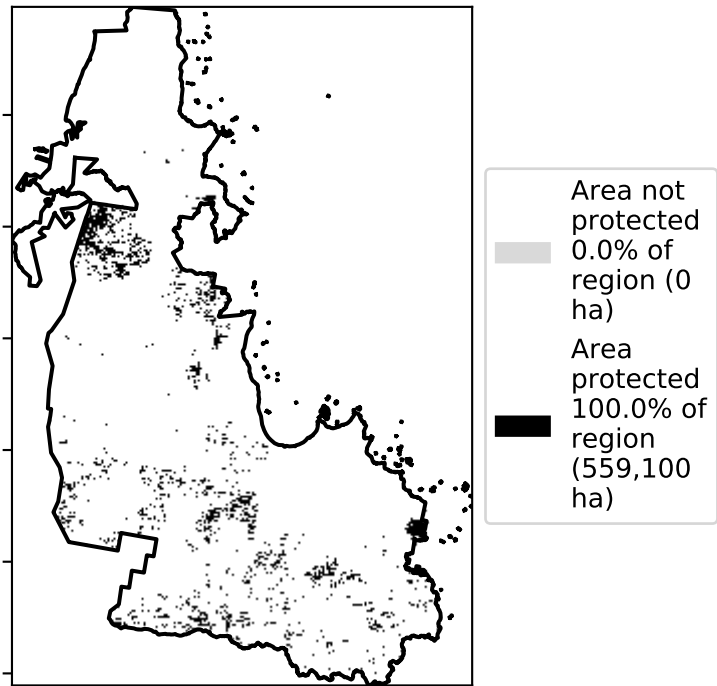 Area not
protected
0.0% of
region (0
ha)
Area
protected
100.0% of
region
(559,100
ha)